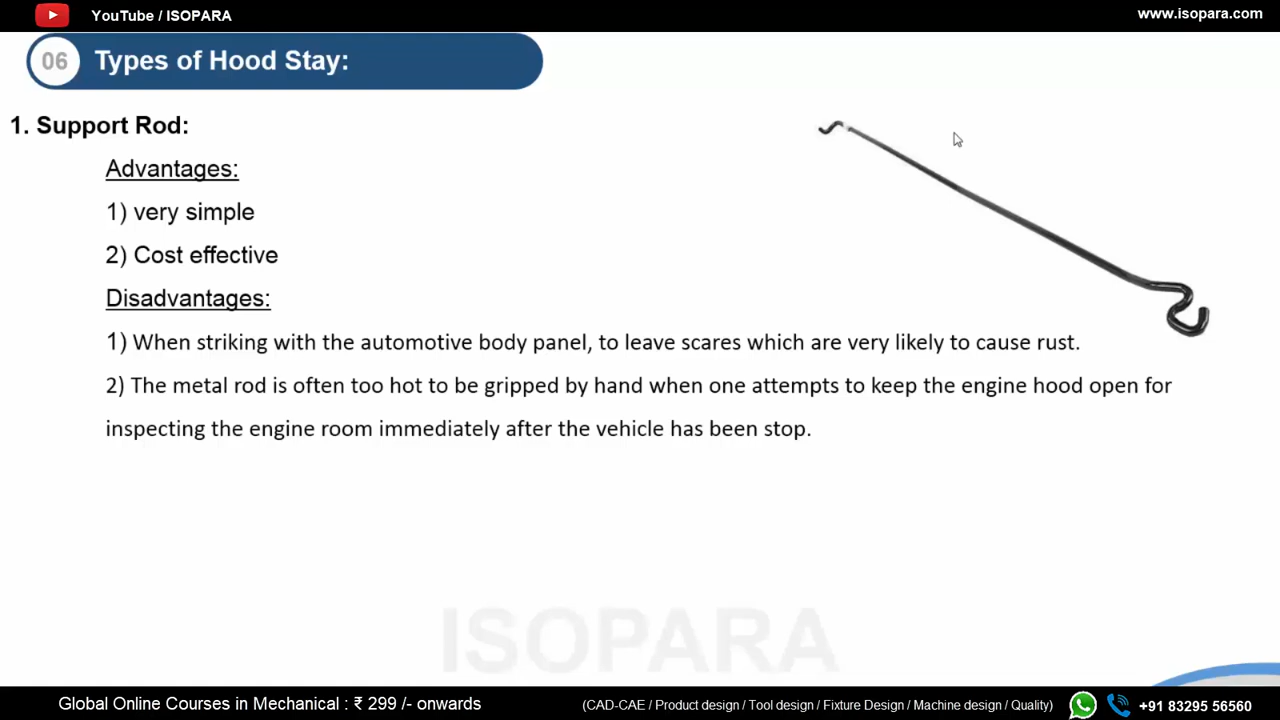 YouTube / ISOPARA
www.isopara.com
06
Types of Hood Stay:
1. Support Rod:
Advantages:
1) very simple
2) Cost effective
Disadvantages:
1) When striking with the automotive body panel, to leave scares which are very likely to cause rust.
2) The metal rod is often too hot to be gripped by hand when one attempts to keep the engine hood open for
inspecting the engine room immediately after the vehicle has been stop.
ISOPARA
Global Online Courses in Mechanical : ₹ 299 /- onwards
(CAD-CAE / Product design / Tool design / Fixture Design / Machine design / Quality)
+91 83295 56560